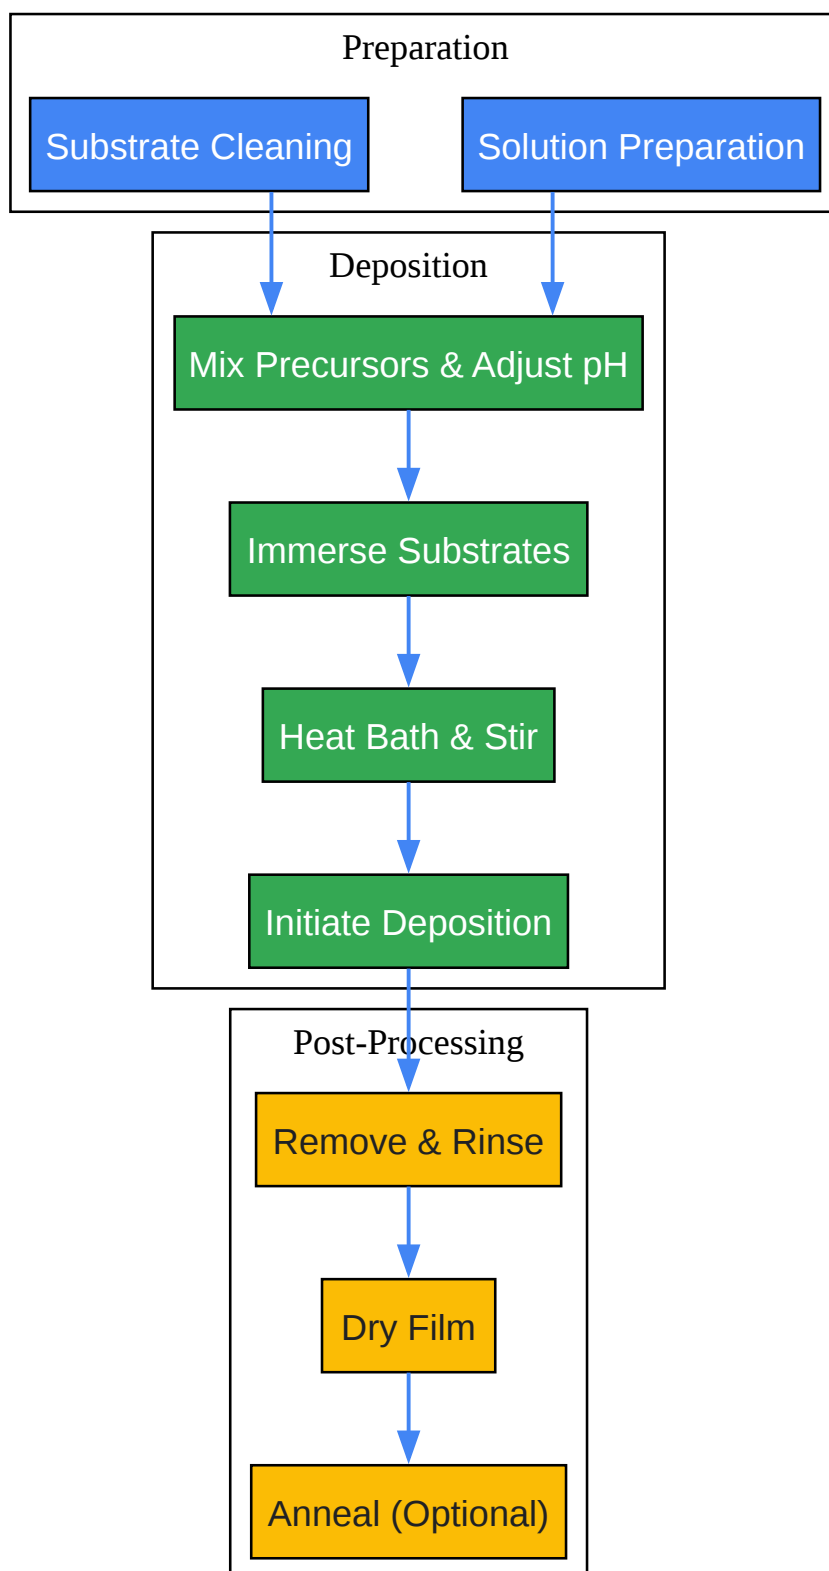 Preparation
Substrate Cleaning
Solution Preparation
Deposition
Mix Precursors & Adjust pH
Immerse Substrates
Heat Bath & Stir
Initiate Deposition
Post-Processing
Remove & Rinse
Dry Film
Anneal (Optional)